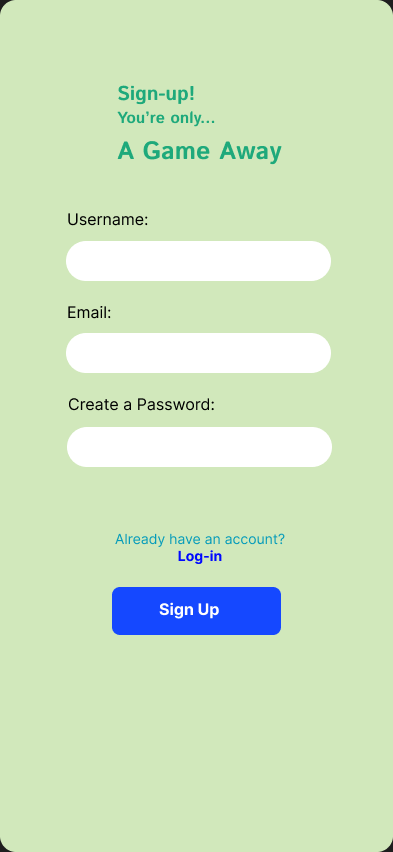 Sign-up!
You’re only...
A Game Away
Username:
Email:
Create a Password:
Already have an account?
Log-in
Sign Up